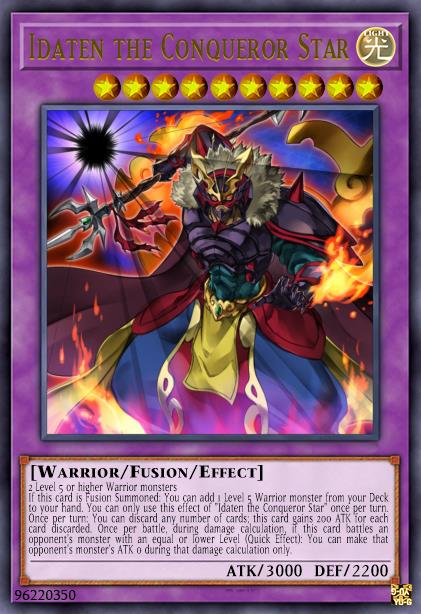 Idaten the Conqueror Star
LIGHT
光
[Warrior/Fusion/Effect]
2 Level 5 or higher Warrior monsters
If this card is Fusion Summoned: You can add 1 Level 5 Warrior monster from your Deck
to your hand. You can only use this effect of "Idaten the Conqueror Star" once per turn.
Once per turn: You can discard any number of cards; this card gains 200 ATK for each
card discarded. Once per battle, during damage calculation, if this card battles an
opponent's monster with an equal or lower Level (Quick Effect): You can make that
opponent's monster's ATK 0 during that damage calculation only.
ATK/3000 DEF/2200
96220350